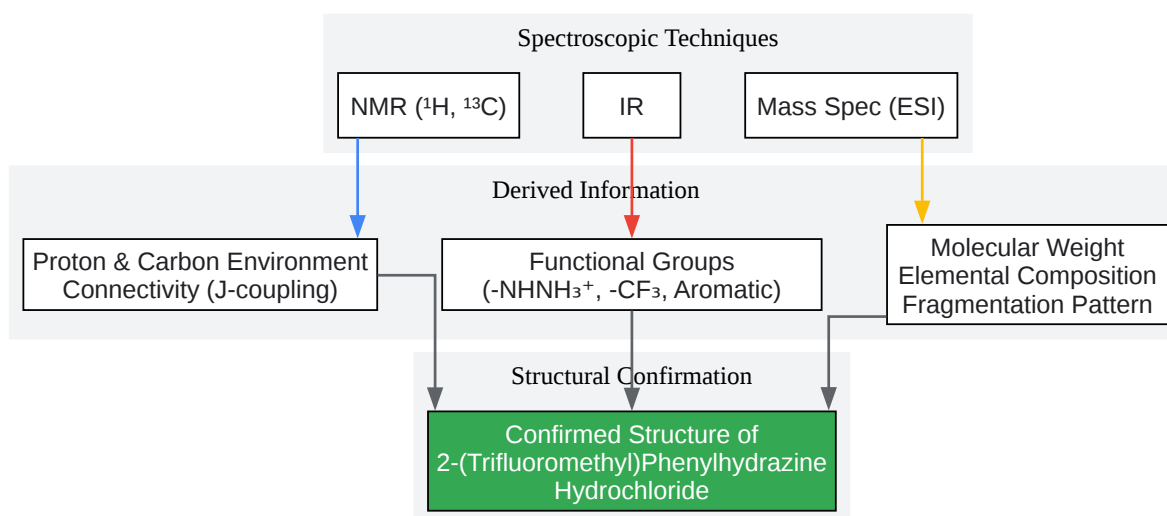 Spectroscopic Techniques
NMR (¹H, ¹³C)
IR
Mass Spec (ESI)
Derived Information
Proton & Carbon Environment
Connectivity (J-coupling)
Functional Groups
(-NHNH₃⁺, -CF₃, Aromatic)
Molecular Weight
Elemental Composition
Fragmentation Pattern
Structural Confirmation
Confirmed Structure of
2-(Trifluoromethyl)Phenylhydrazine
Hydrochloride